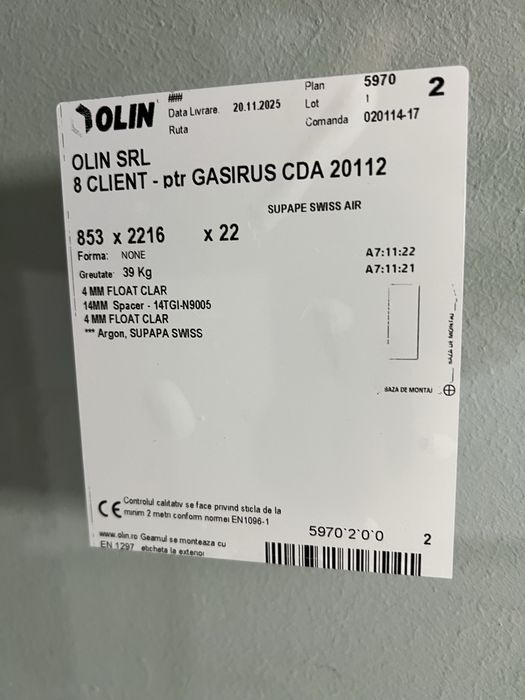 OLIN
##
Data Livrare. 20.11.2025
Ruta
Plan 5970
Lot 1
Comanda 020114-17
2
OLIN SRL
8 CLIENT - ptr GASIRUS CDA 20112
SUPAPE SWISS AIR
853 x 2216 x 22
Forma: NONE
Greutate: 39 Kg
A7:11:22
A7:11:21
4 MM FLOAT CLAR
14MM Spacer - 14TGI-N9005
4 MM FLOAT CLAR
*** Argon, SUPAPA SWISS
BAZA DE MONTAJ
BAZA DE MONTAJ
CE
Controlul calitativ se face privind sticla de la
minim 2 metri conform normei EN1096-1
www.olin.ro Geamul se monteaza cu
EN 1297 eticheta la exterior
5970`2`0`0
2